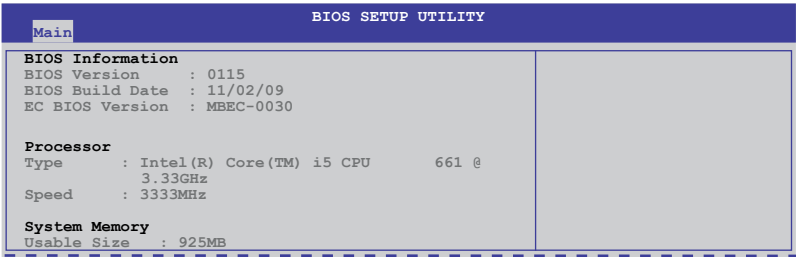 BIOS SETUP UTILITY
Main
BIOS Information
BIOS Version : 0115
BIOS Build Date : 11/02/09
EC BIOS Version : MBEC-0030
Processor
Type : Intel(R) Core(TM) i5 CPU 661 @
3.33GHz
Speed : 3333MHz
System Memory
Usable Size : 925MB